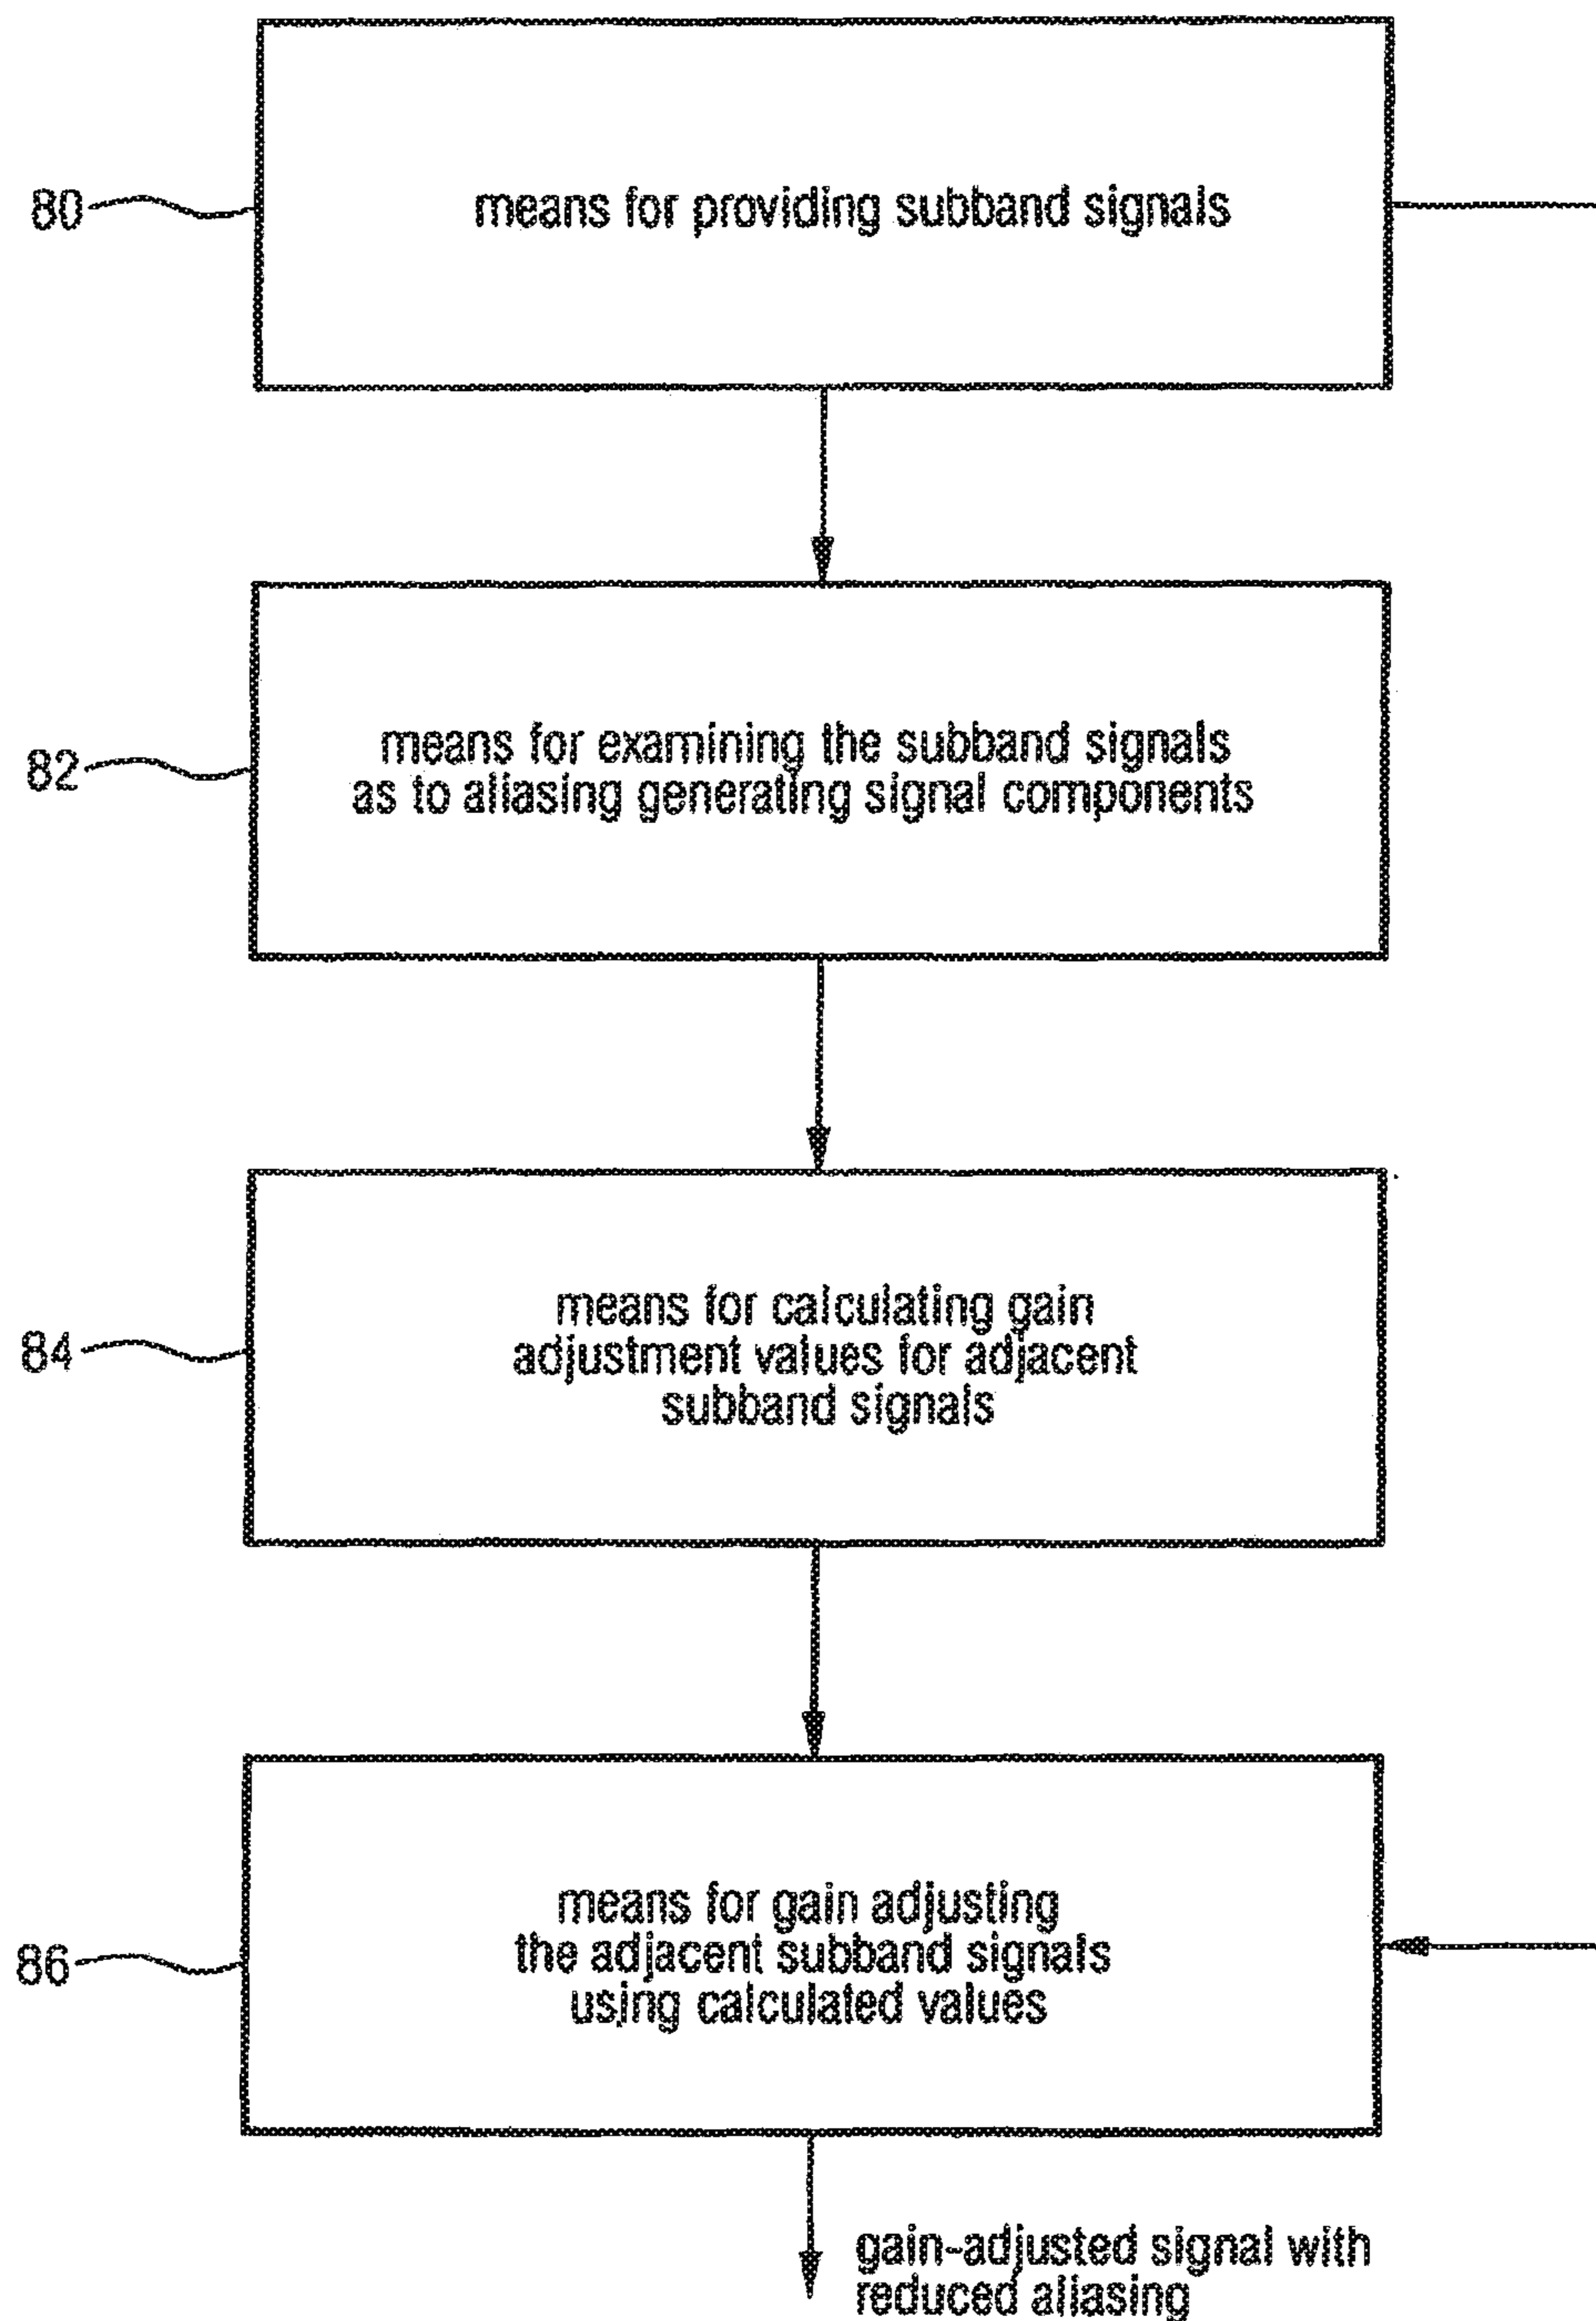 80
means for providing subband signals
82
means for examining the subband signals
as to aliasing generating signal components
84
means for calculating gain
adjustment values for adjacent
subband signals
86
means for gain adjusting
the adjacent subband signals
using calculated values
gain-adjusted signal with
reduced aliasing